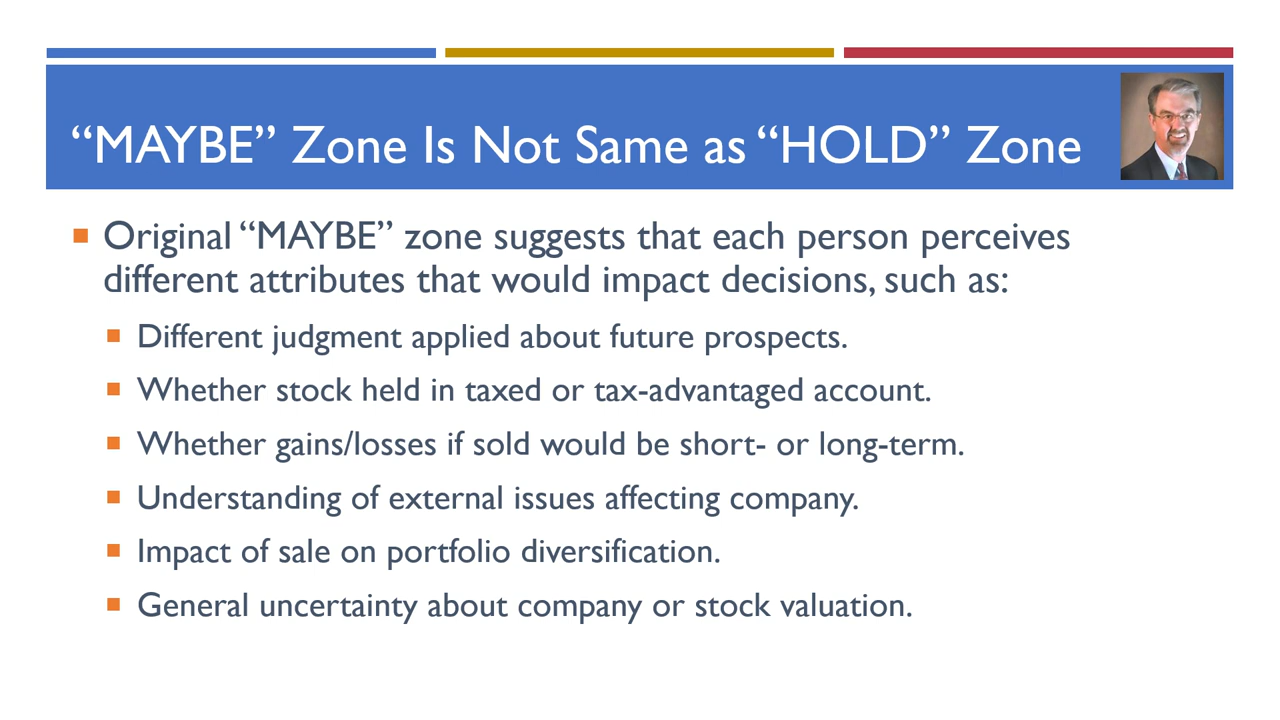 “MAYBE” Zone Is Not Same as “HOLD” Zone
Original “MAYBE” zone suggests that each person perceives
different attributes that would impact decisions, such as:
Different judgment applied about future prospects.
Whether stock held in taxed or tax-advantaged account.
Whether gains/losses if sold would be short- or long-term.
Understanding of external issues affecting company.
Impact of sale on portfolio diversification.
General uncertainty about company or stock valuation.